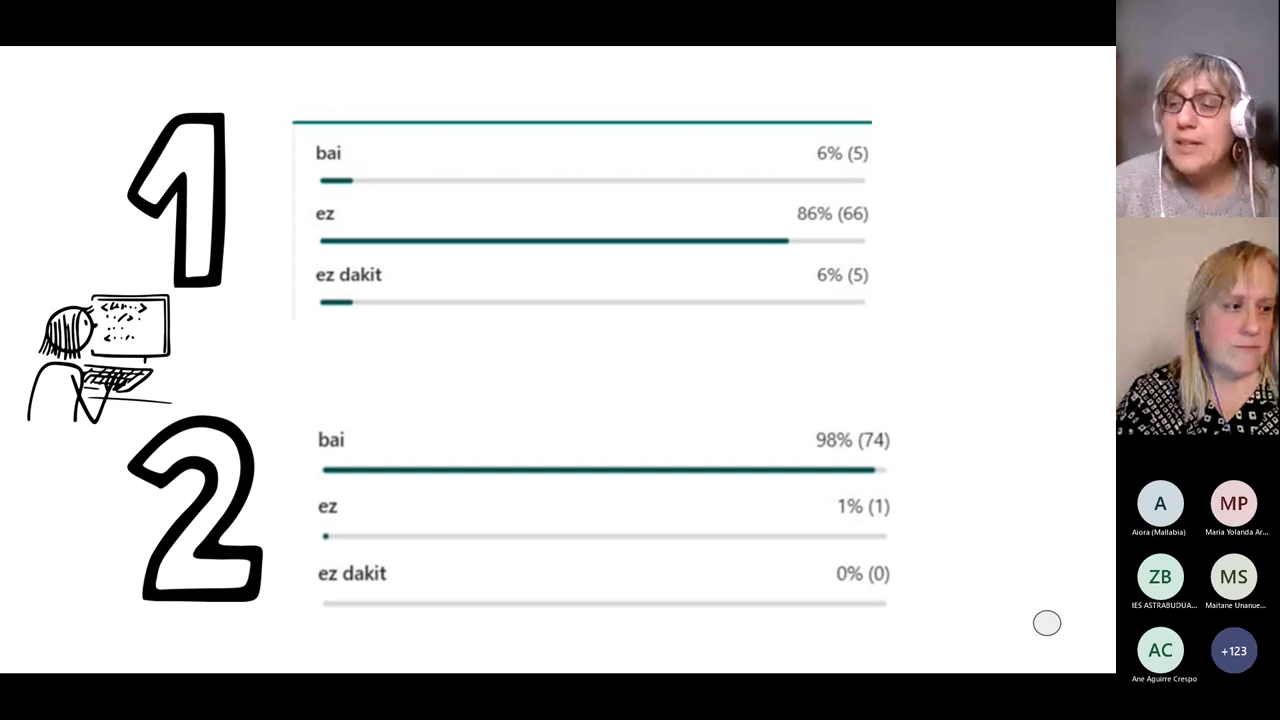 1
bai 6% (5)
ez 86% (66)
ez dakit 6% (5)
2
bai 98% (74)
ez 1% (1)
ez dakit 0% (0)
A MP
Aiora (Mallabia) Maria Yolanda Ar...
ZB MS
IES ASTRABUDUA... Maitane Unanue...
AC +123
Ane Aguirre Crespo